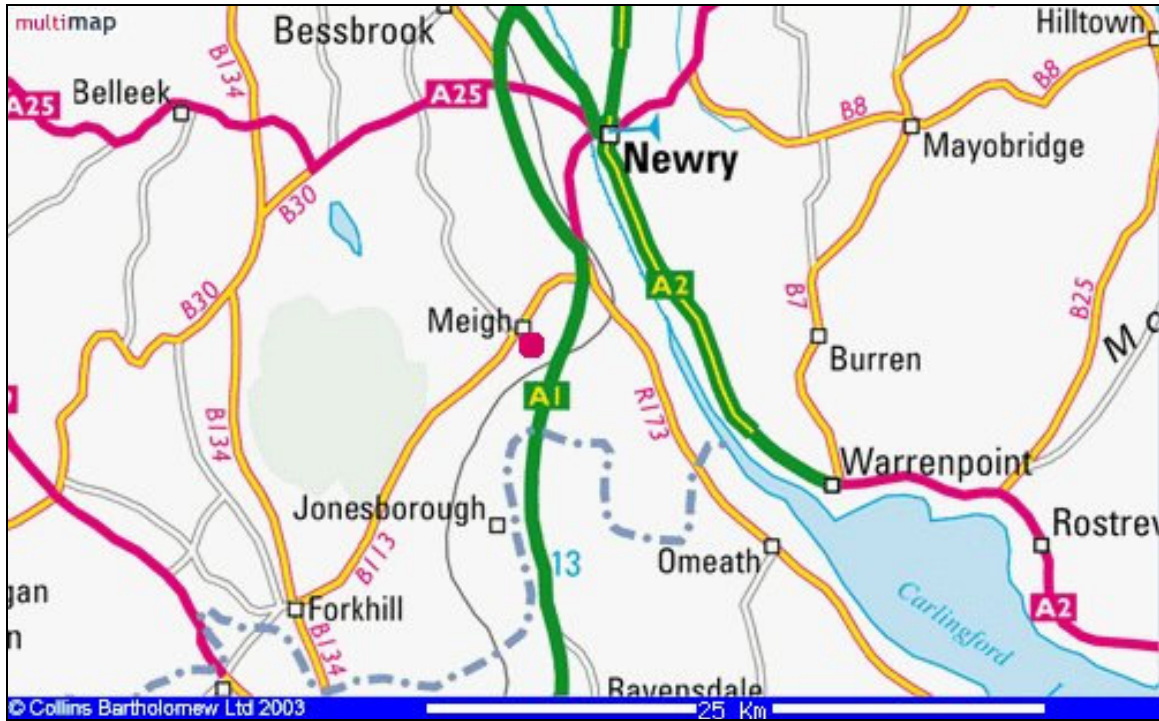 multimap
Bessbrook
Hilltown
B134
A25
Belleek
A25
B8
B8
Newry
Mayobridge
B30
A2
B7
B25
B30
Meigh
Burren
M
A1
R173
B134
Warrenpoint
Jonesborough
Rostrev
B113
13
Omeath
gan
Forkhill
A2
Carlingford
n
B134
Ravensdale
© Collins Bartholomew Ltd 2003
25 Km